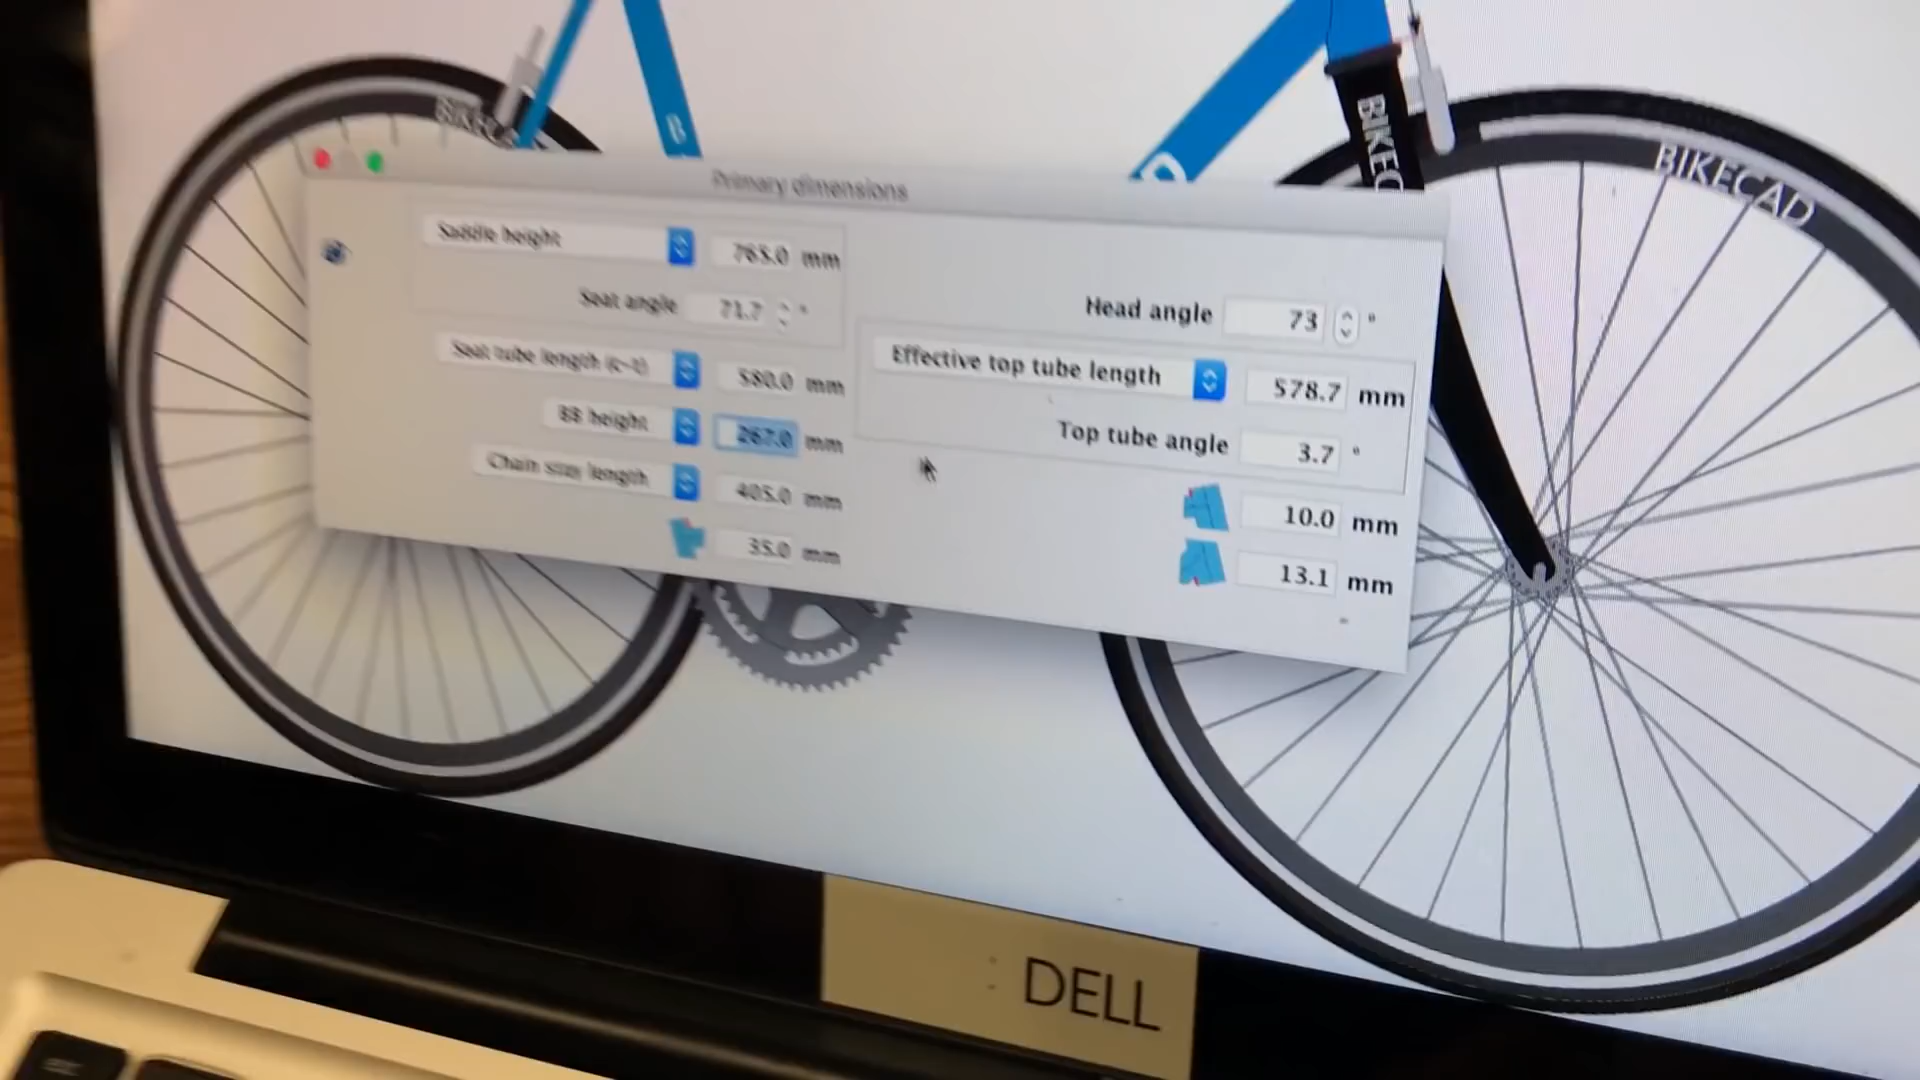 BIKECAD
B
BIKECAD
BIKECAD
Primary dimensions
Saddle height 765.0 mm
Seat angle 71.7 °
Seat tube length (c-t) 580.0 mm
BB height 267.0 mm
Chain stay length 405.0 mm
35.0 mm
Head angle 73 °
Effective top tube length 578.7 mm
Top tube angle 3.7 °
10.0 mm
13.1 mm
DELL